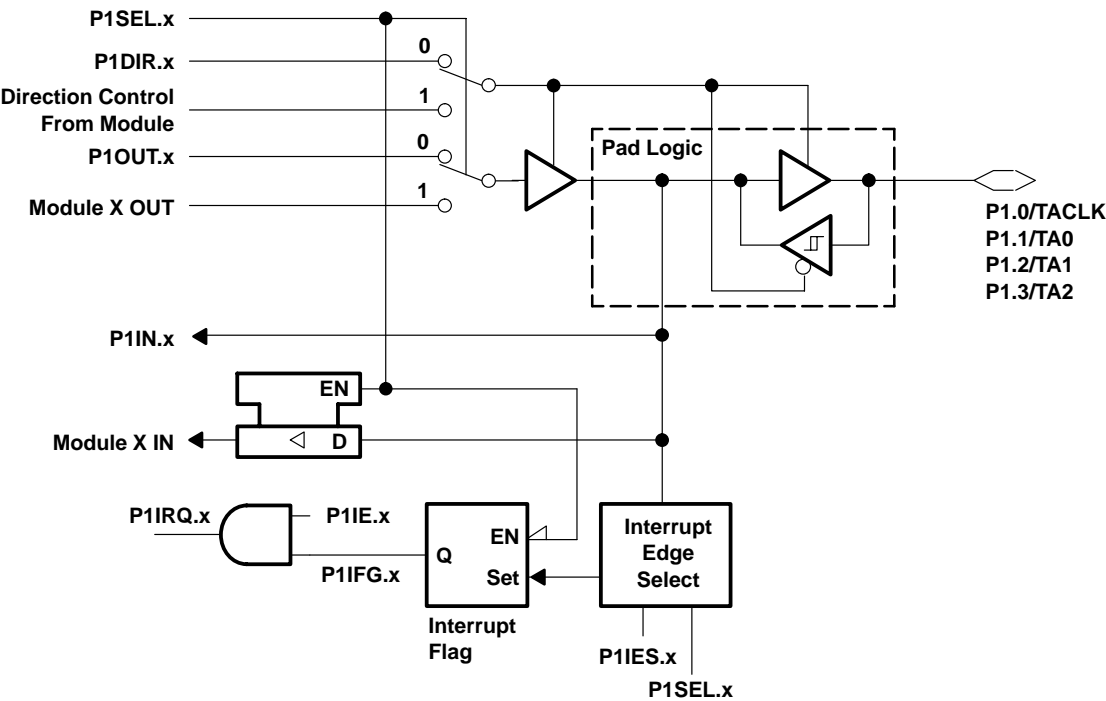 P1SEL.x
P1DIR.x
0
Direction Control
From Module
1
P1OUT.x
0
Module X OUT
1
Pad Logic
P1.0/TACLK
P1.1/TA0
P1.2/TA1
P1.3/TA2
P1IN.x
EN
Module X IN
D
P1IRQ.x
P1IE.x
P1IFG.x
Q
EN
Set
Interrupt
Flag
Interrupt
Edge
Select
P1IES.x
P1SEL.x